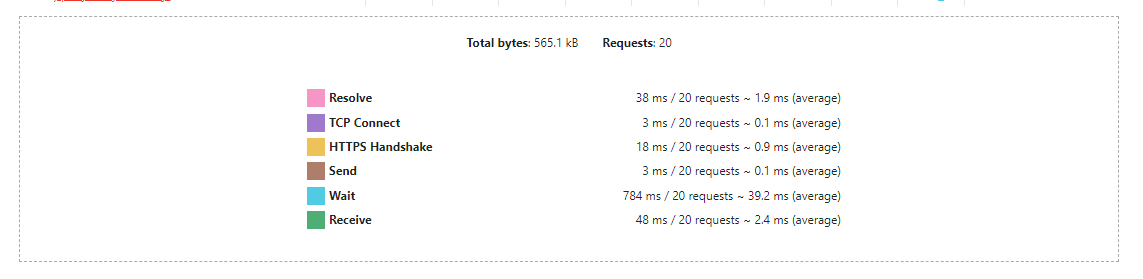 Total bytes: 565.1 kB Requests: 20
Resolve 38 ms / 20 requests ~ 1.9 ms (average)
TCP Connect 3 ms / 20 requests ~ 0.1 ms (average)
HTTPS Handshake 18 ms / 20 requests ~ 0.9 ms (average)
Send 3 ms / 20 requests ~ 0.1 ms (average)
Wait 784 ms / 20 requests ~ 39.2 ms (average)
Receive 48 ms / 20 requests ~ 2.4 ms (average)